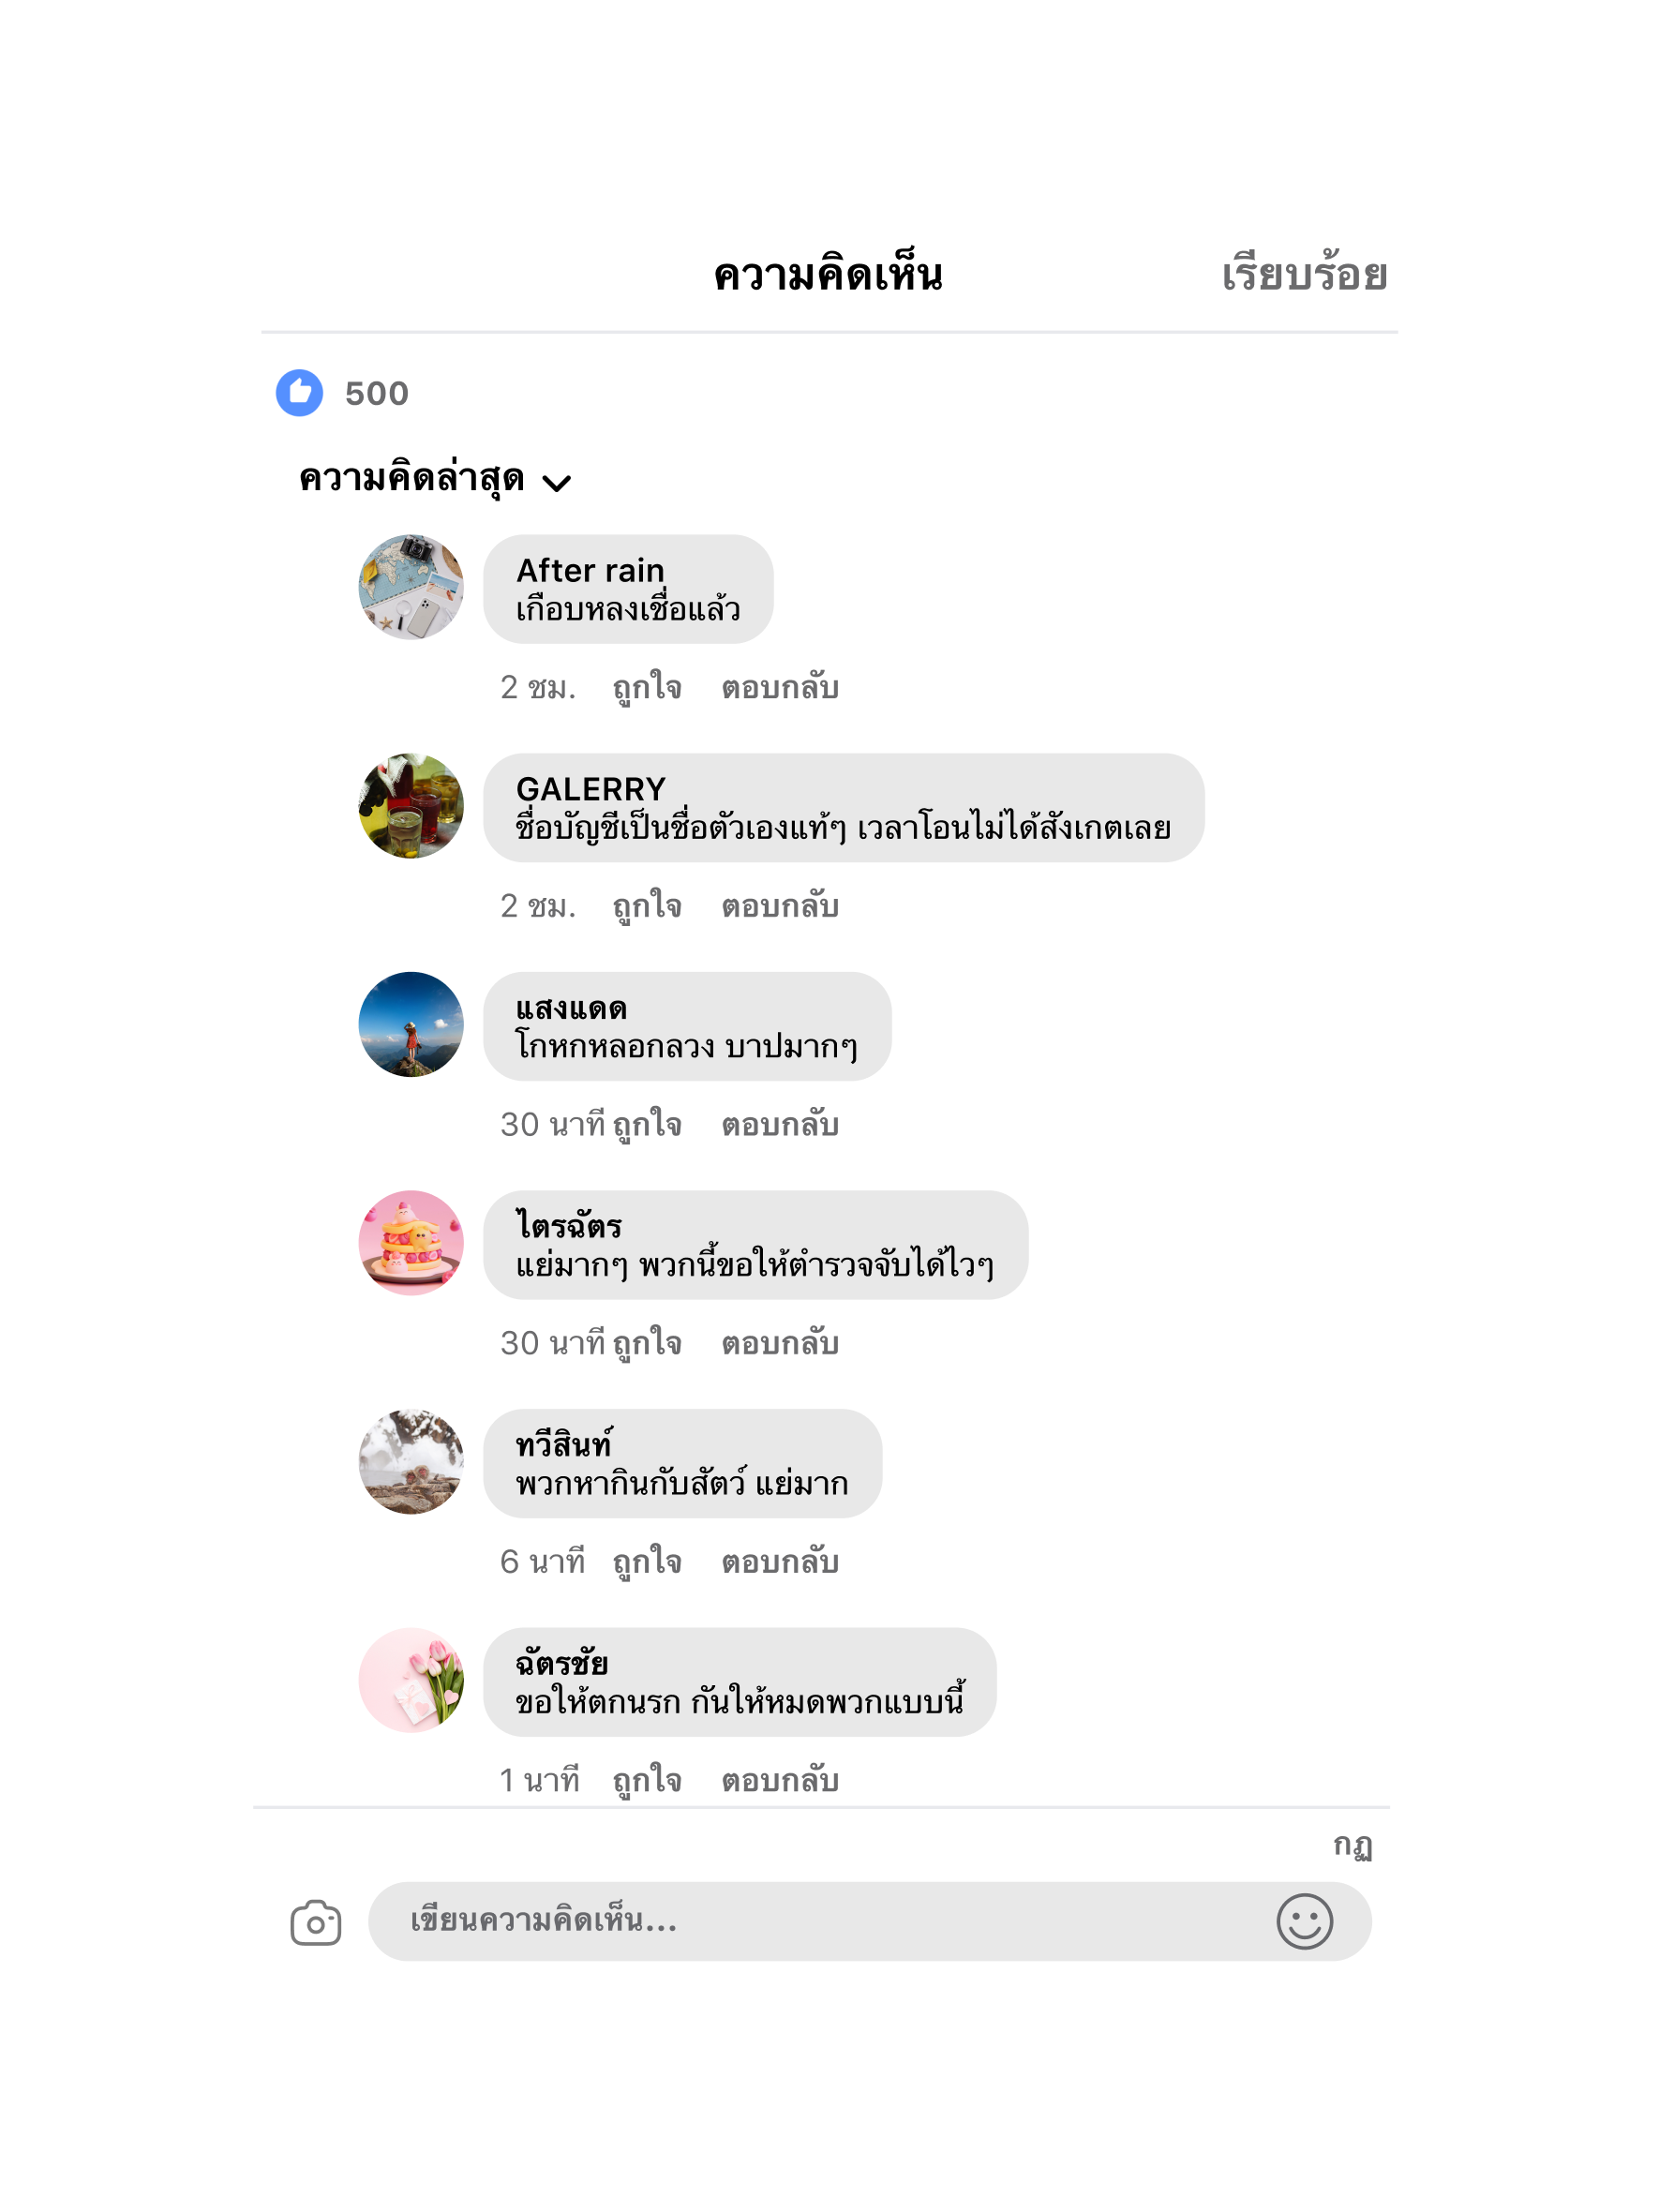 ความคิดเห็น
เรียบร้อย
500
ความคิดล่าสุด
After rain
เกือบหลงเชื่อแล้ว
2 ชม. ถูกใจ ตอบกลับ
GALERRY
ชื่อบัญชีเป็นชื่อตัวเองแท้ๆ เวลาโอนไม่ได้สังเกตเลย
2 ชม. ถูกใจ ตอบกลับ
แสงแดด
โกหกหลอกลวง บาปมากๆ
30 นาที ถูกใจ ตอบกลับ
ไตรฉัตร
แย่มากๆ พวกนี้ขอให้ตำรวจจับได้ไวๆ
30 นาที ถูกใจ ตอบกลับ
ทวีสินท์
พวกหากินกับสัตว์ แย่มาก
6 นาที ถูกใจ ตอบกลับ
ฉัตรชัย
ขอให้ตกนรก กันให้หมดพวกแบบนี้
1 นาที ถูกใจ ตอบกลับ
กฏ
เขียนความคิดเห็น...